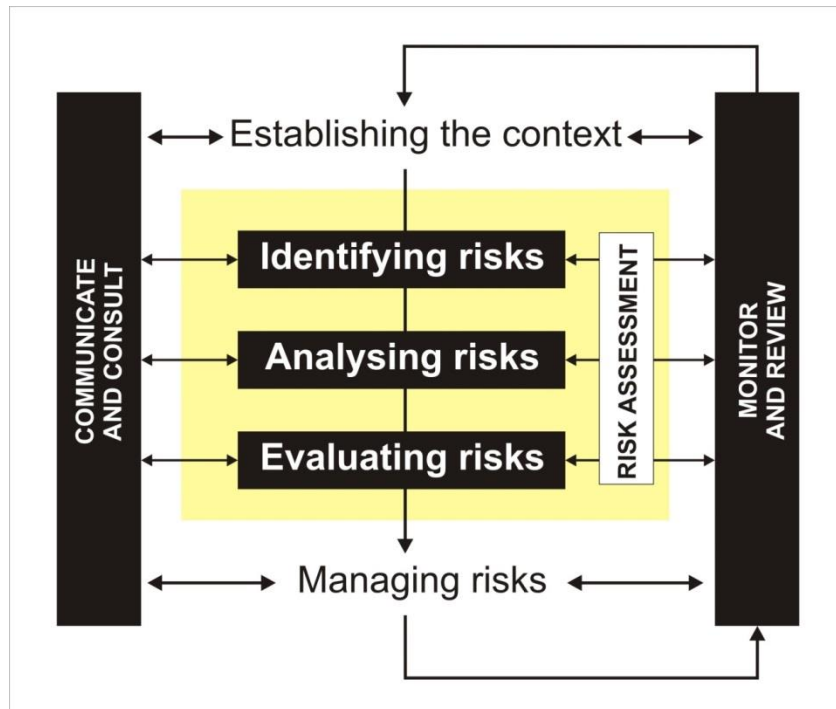 Establishing the context
COMMUNICATE
AND CONSULT
Identifying risks
Analysing risks
Evaluating risks
RISK ASSESSMENT
MONITOR
AND REVIEW
Managing risks